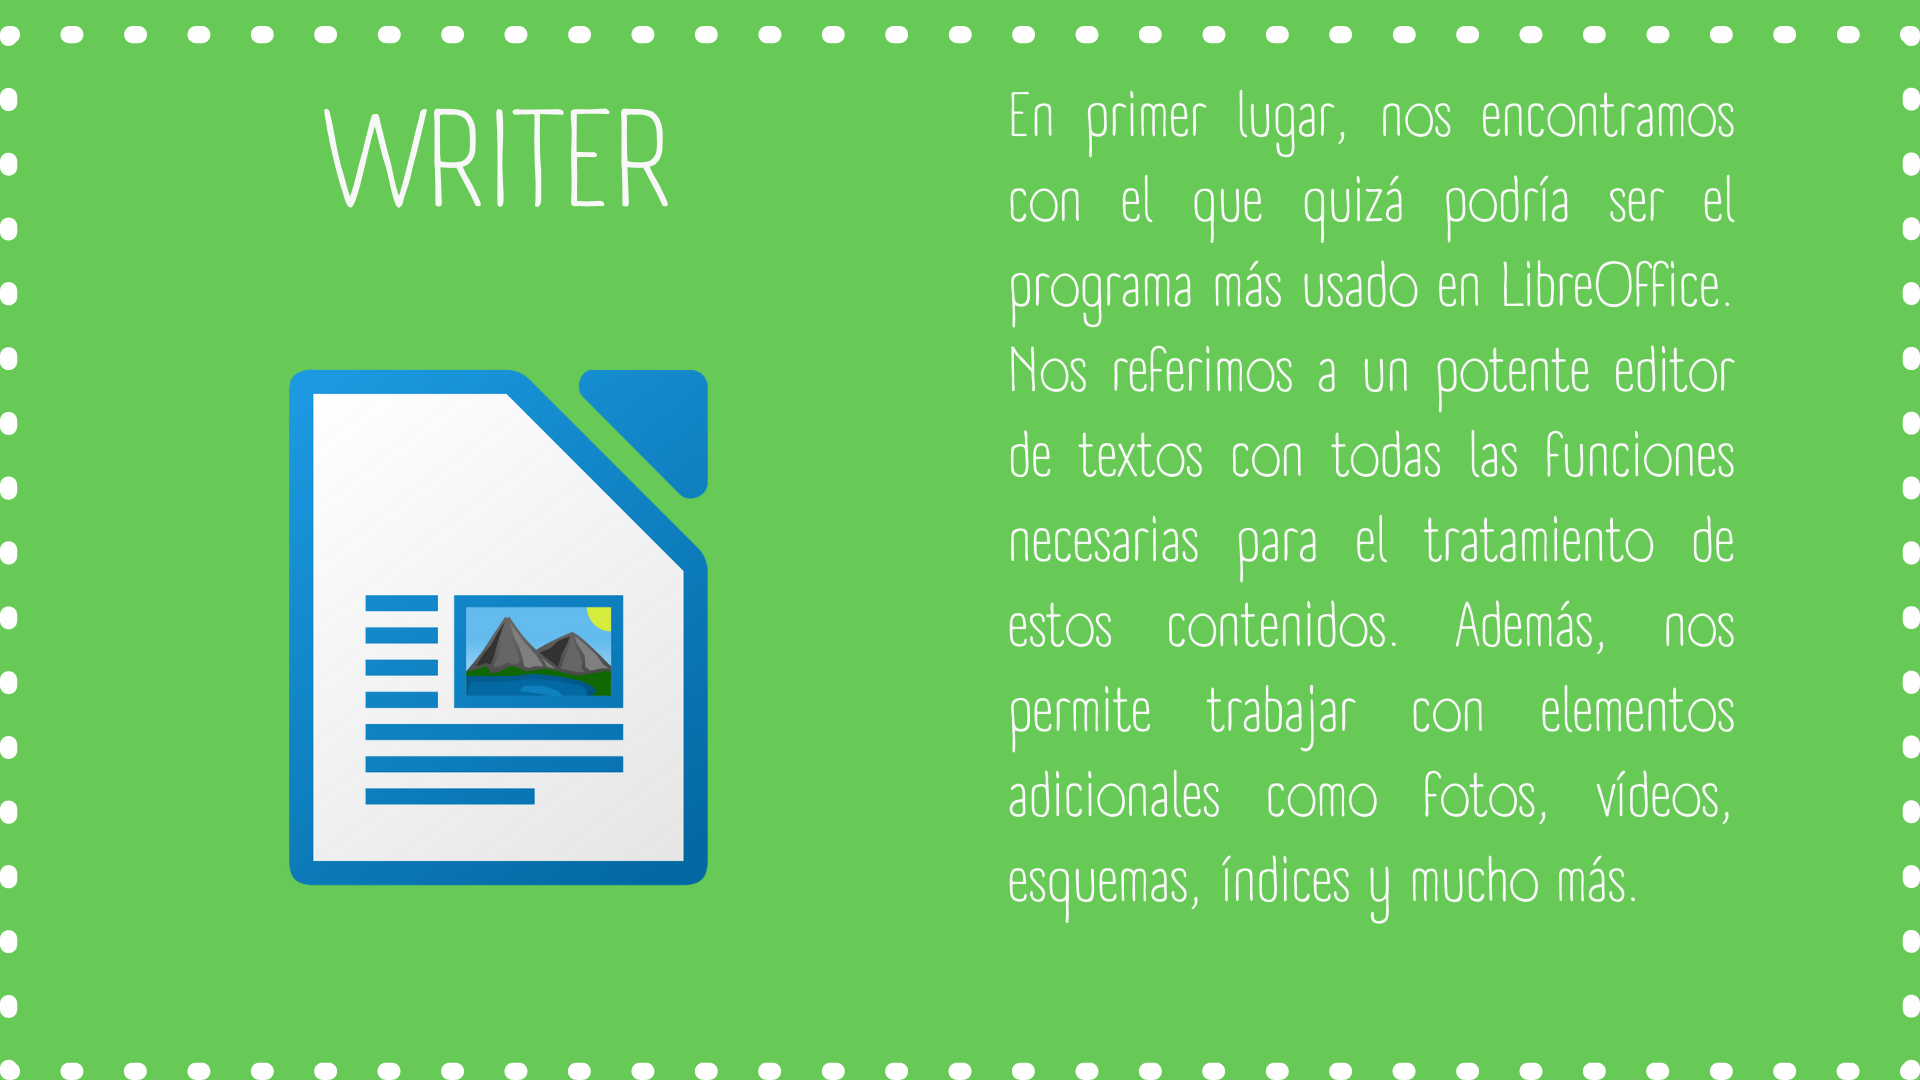 WRITER
En primer lugar, nos encontramos
con el que quizá podría ser el
programa más usado en LibreOffice.
Nos referimos a un potente editor
de textos con todas las funciones
necesarias para el tratamiento de
estos contenidos. Además, nos
permite trabajar con elementos
adicionales como fotos, vídeos,
esquemas, índices y mucho más.